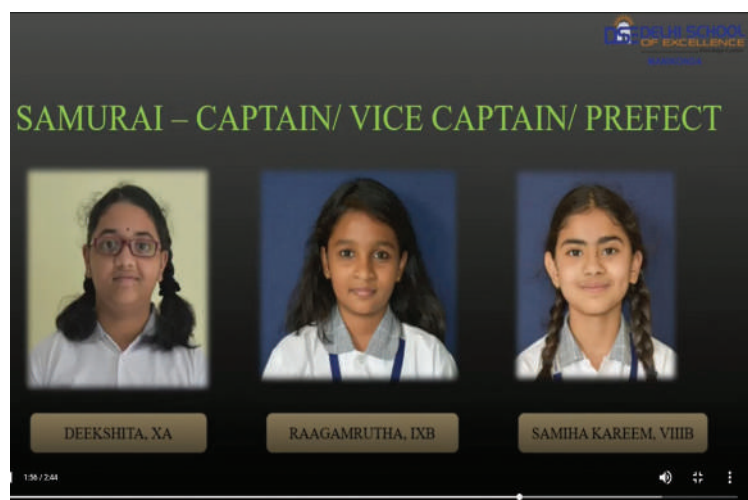 DSE DELHI SCHOOL
OF EXCELLENCE
SAMURAI – CAPTAIN/ VICE CAPTAIN/ PREFECT
DEEKSHITA, XA
RAAGAMRUTHA, IXB
SAMIHA KAREEM, VIIIB
1:56 / 2:44